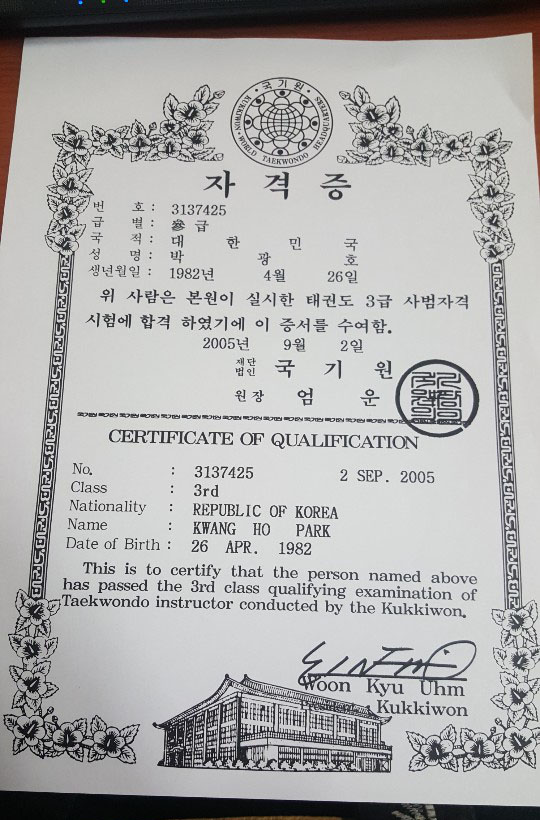 국기원
KUKKIWON · WORLD TAEKWONDO HEADQUARTERS
자 격 증
번 호 : 3137425
급 별 : 參 급
국 적 : 대 한 민 국
성 명 : 박 광 호
생년월일 : 1982년 4월 26일
위 사람은 본원이 실시한 태권도 3급 사범자격
시험에 합격 하였기에 이 증서를 수여함.
2005년 9월 2일
재단법인 국 기 원
원장 엄 운
CERTIFICATE OF QUALIFICATION
No. : 3137425 2 SEP. 2005
Class : 3rd
Nationality : REPUBLIC OF KOREA
Name : KWANG HO PARK
Date of Birth : 26 APR. 1982
This is to certify that the person named above
has passed the 3rd class qualifying examination of
Taekwondo instructor conducted by the Kukkiwon.
Woon Kyu Uhm
Kukkiwon